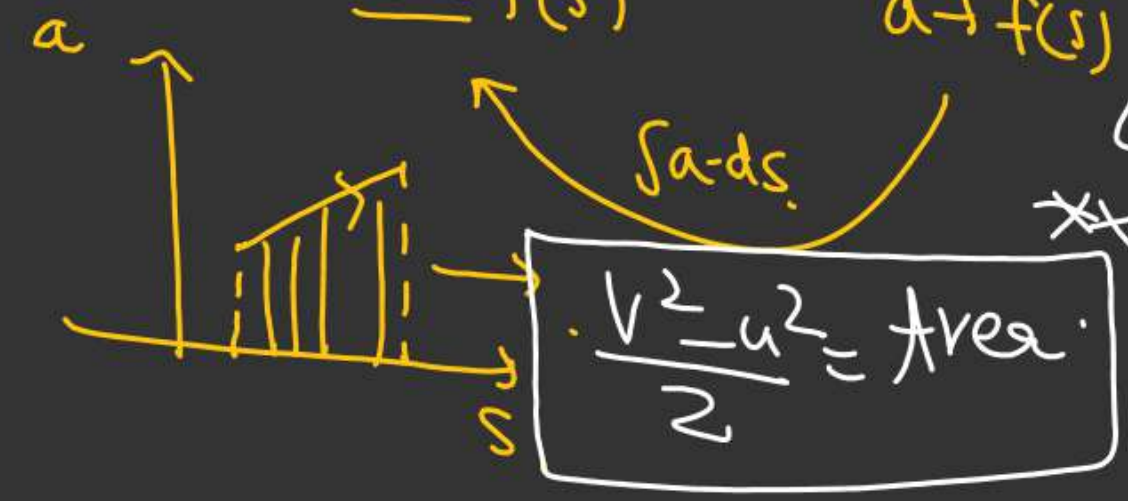 a
a → f(s)
∫a-ds.
V²-u²/2 = Area
S